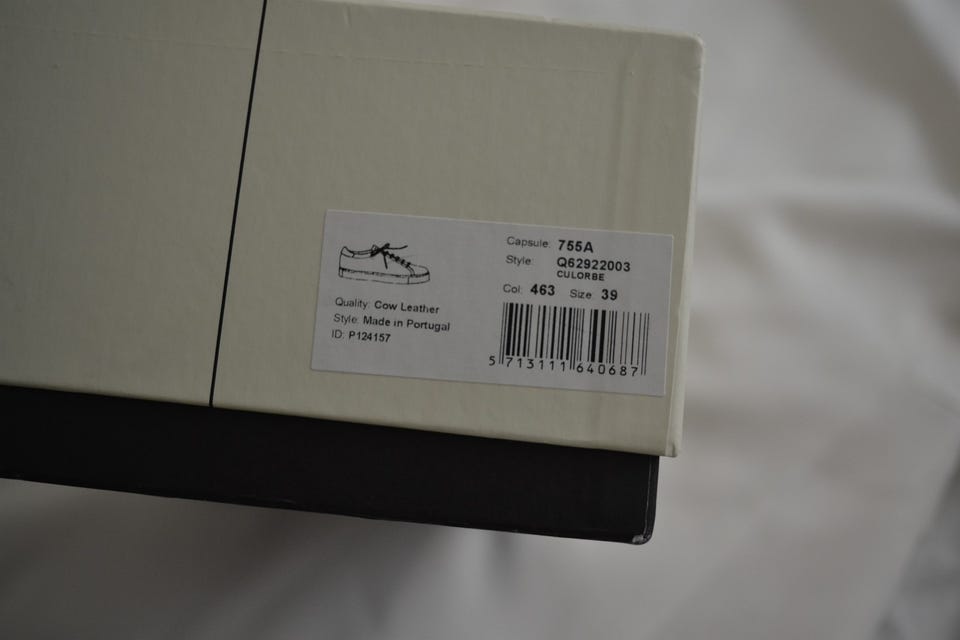 Capsule: 755A
Style: Q62922003
CULORBE
Col: 463 Size 39
Quality: Cow Leather
Style: Made in Portugal
ID: P124157
5 713111 640687